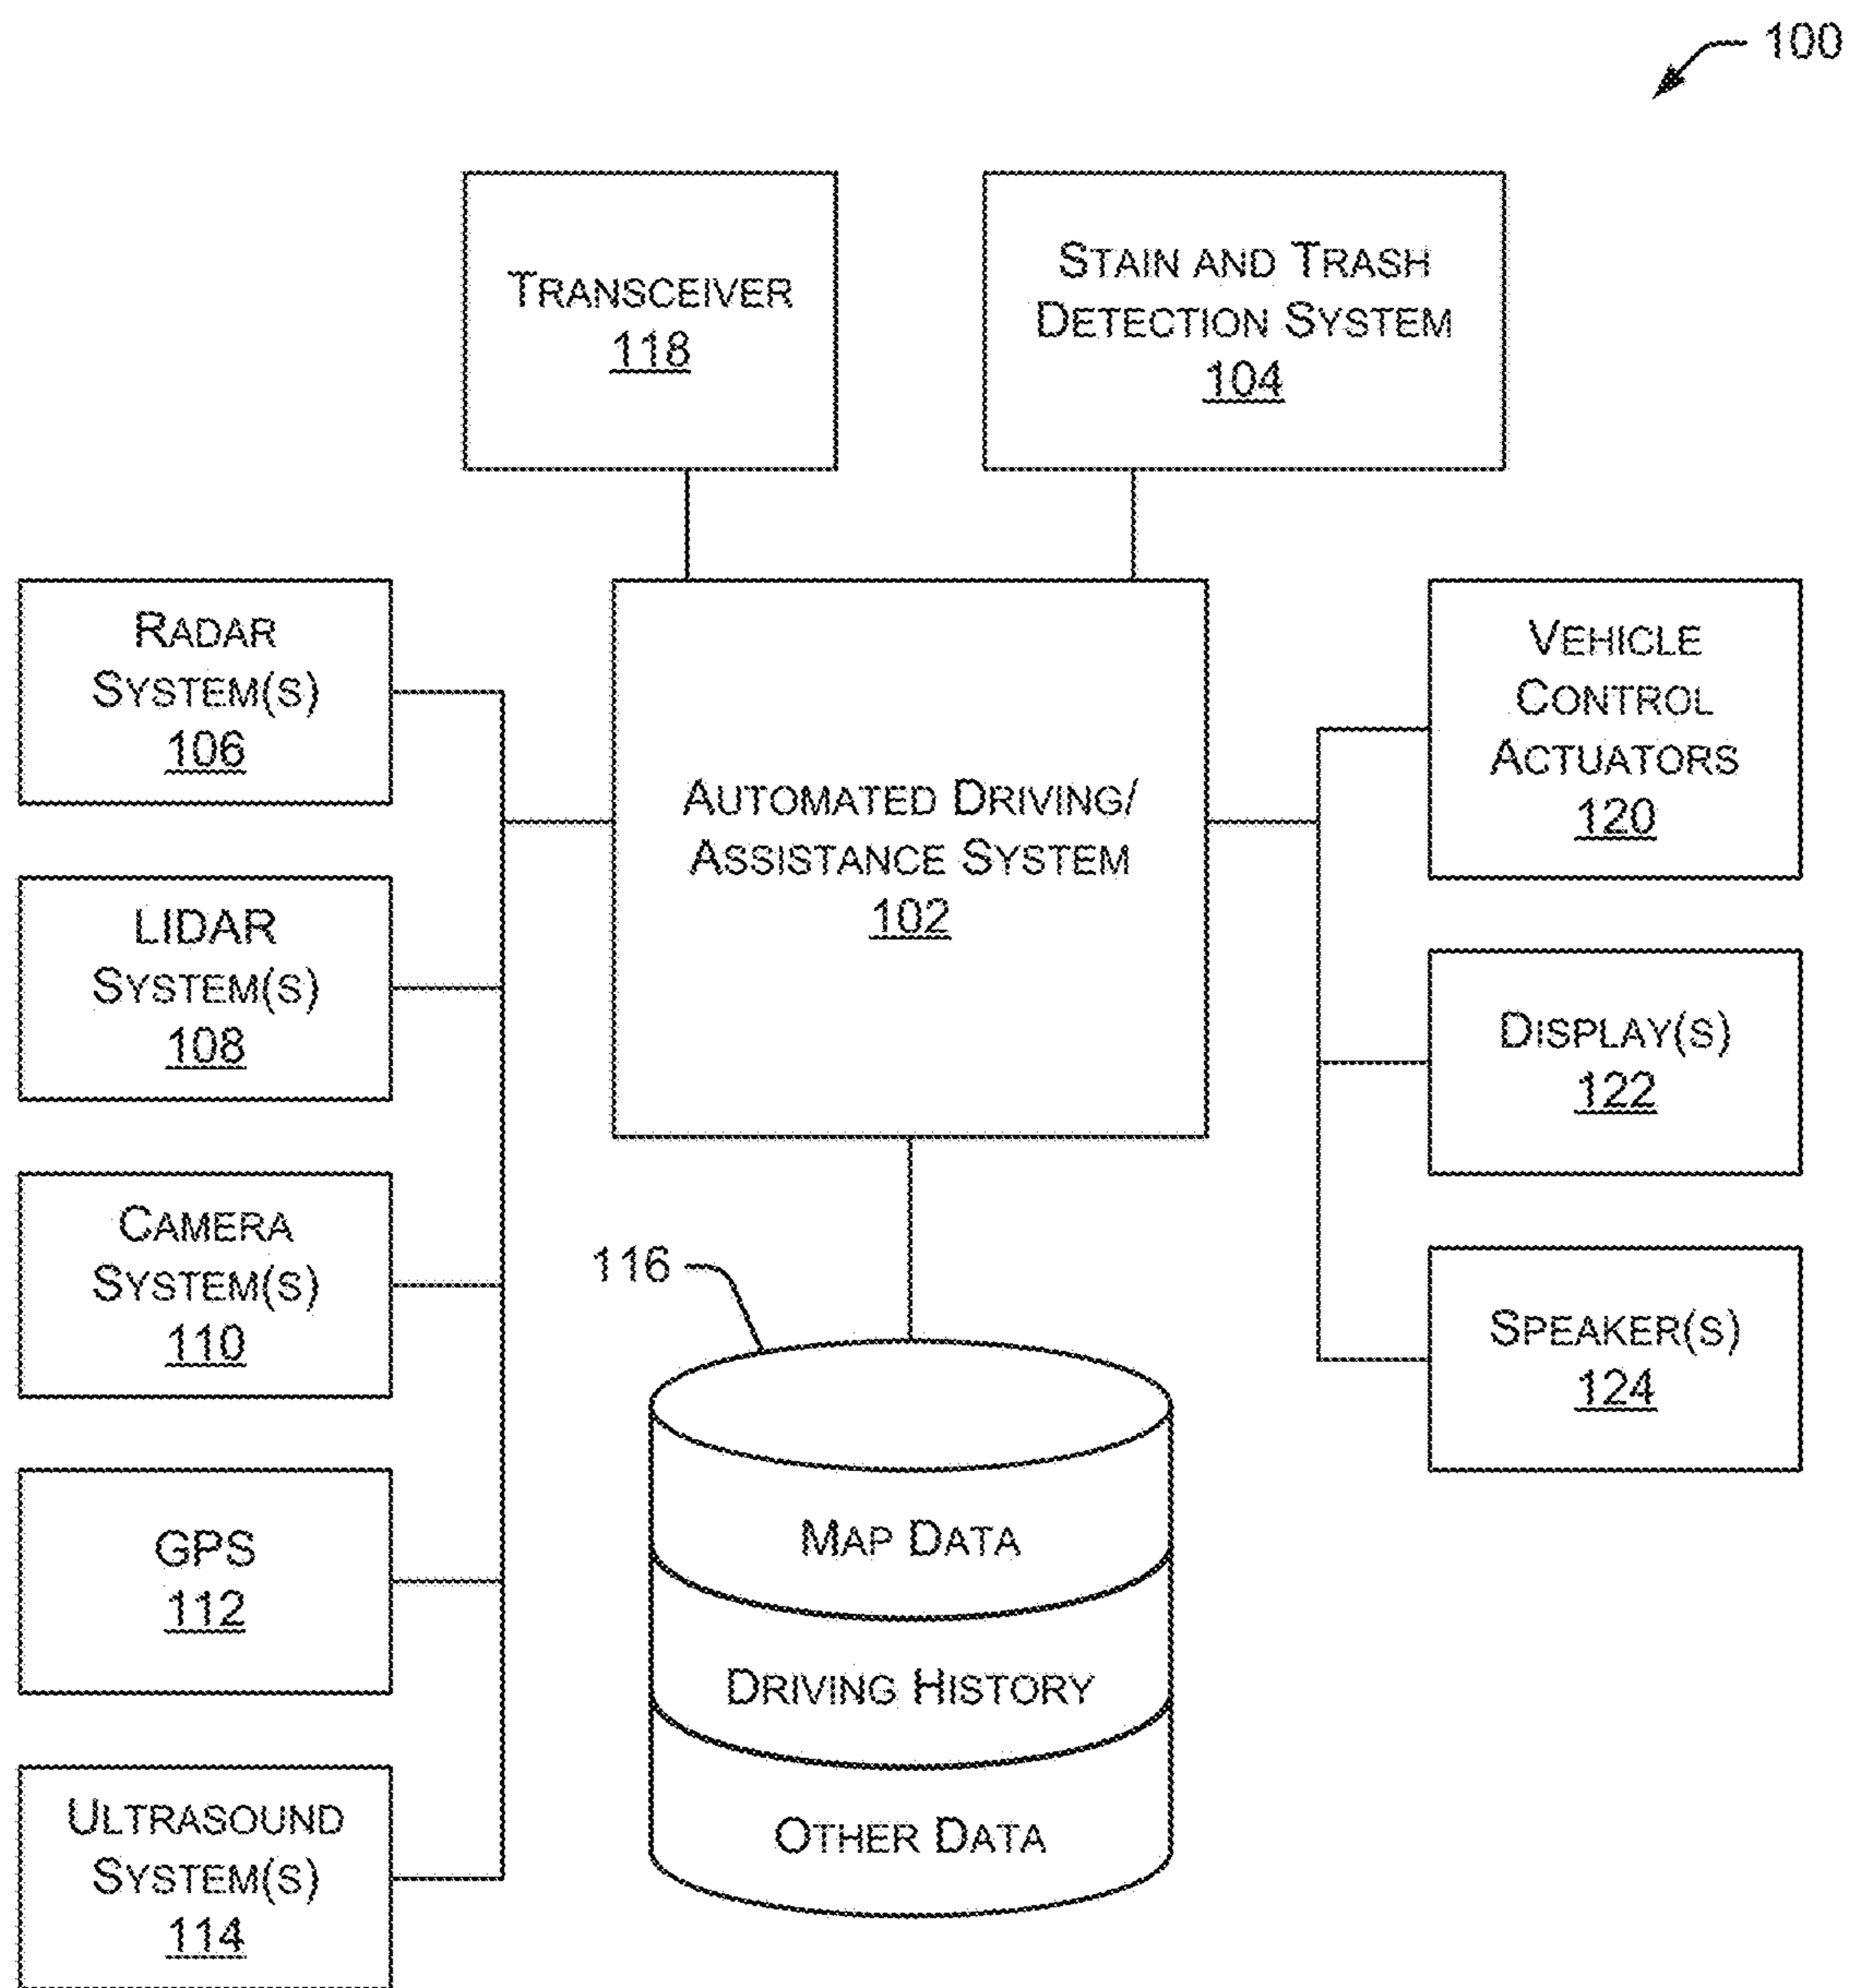 100
TRANSCEIVER
118
STAIN AND TRASH
DETECTION SYSTEM
104
RADAR
SYSTEM(S)
106
LIDAR
SYSTEM(S)
108
CAMERA
SYSTEM(S)
110
GPS
112
ULTRASOUND
SYSTEM(S)
114
AUTOMATED DRIVING/
ASSISTANCE SYSTEM
102
116
MAP DATA
DRIVING HISTORY
OTHER DATA
VEHICLE
CONTROL
ACTUATORS
120
DISPLAY(S)
122
SPEAKER(S)
124